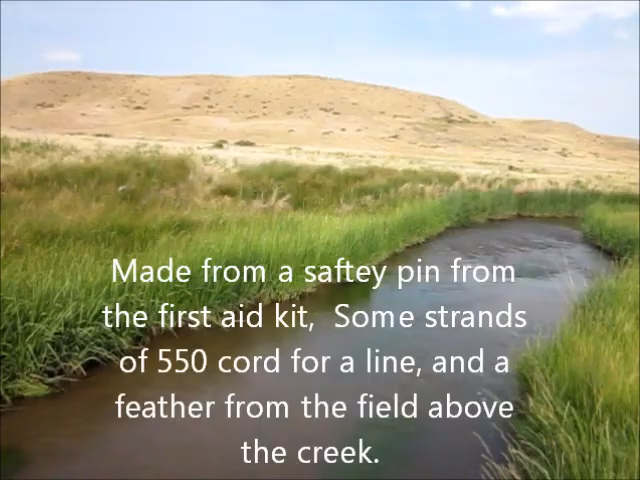 Made from a saftey pin from
the first aid kit,  Some strands
of 550 cord for a line, and a
feather from the field above
the creek.